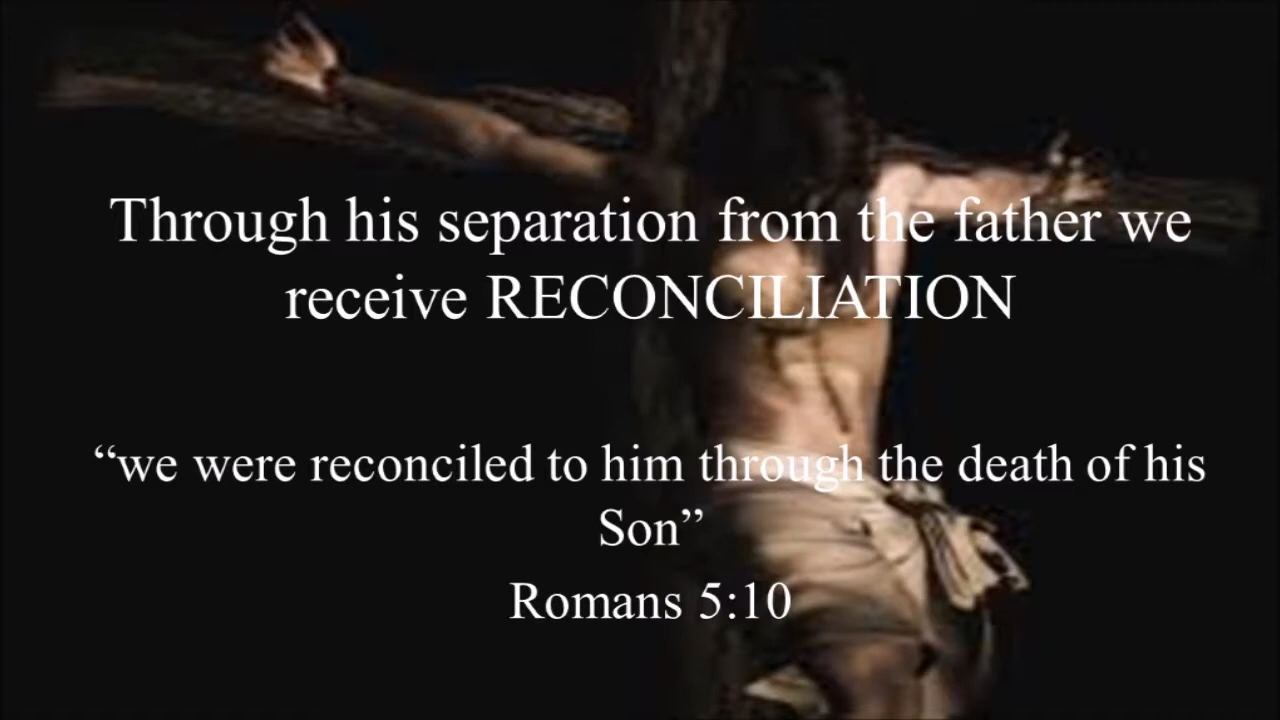 Through his separation from the father we
receive RECONCILIATION
“we were reconciled to him through the death of his
Son”
Romans 5:10